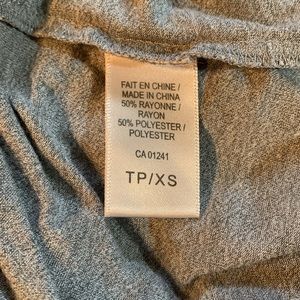 FAIT EN CHINE /
MADE IN CHINA
50% RAYONNE /
RAYON
50% POLYESTER /
POLYESTER
CA 01241
TP/XS